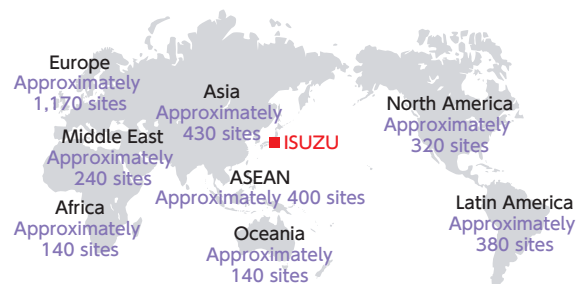 Europe
Approximately
1,170 sites
Asia
Approximately
430 sites
ISUZU
North America
Approximately
320 sites
Middle East
Approximately
240 sites
ASEAN
Approximately 400 sites
Africa
Approximately
140 sites
Oceania
Approximately
140 sites
Latin America
Approximately
380 sites